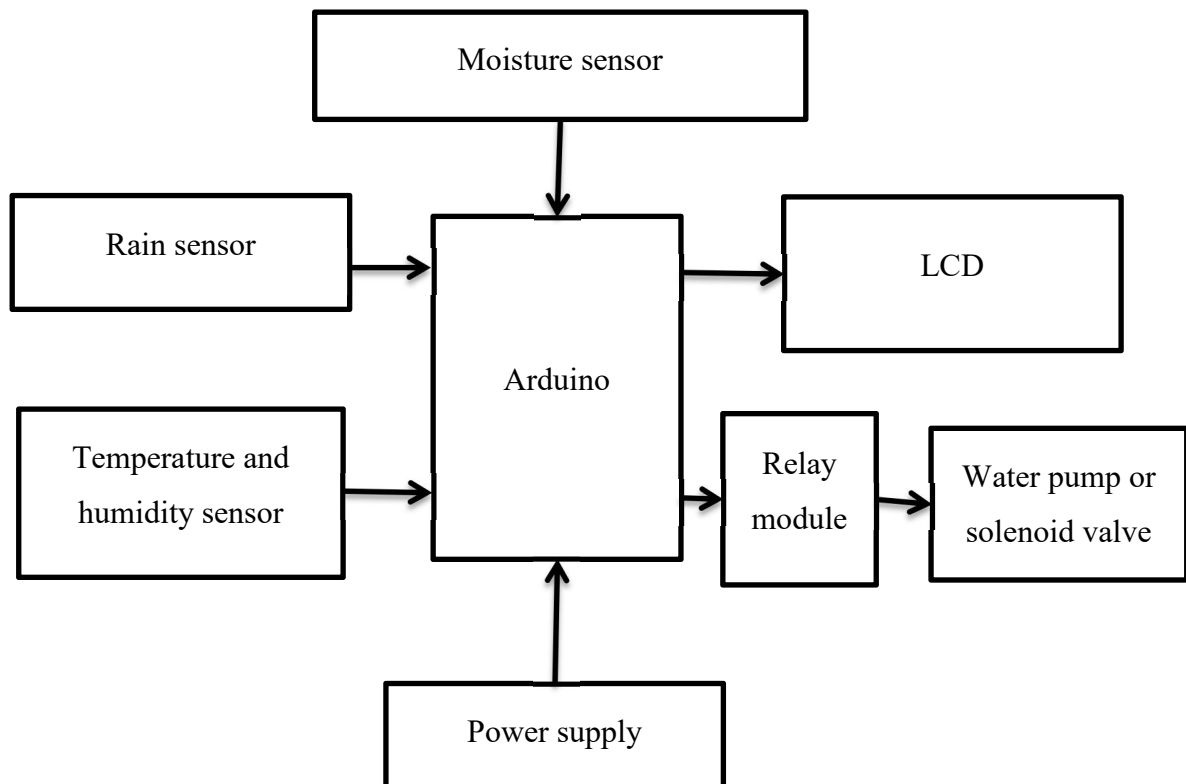 Moisture sensor
Rain sensor
LCD
Arduino
Temperature and
humidity sensor
Relay
module
Water pump or
solenoid valve
Power supply